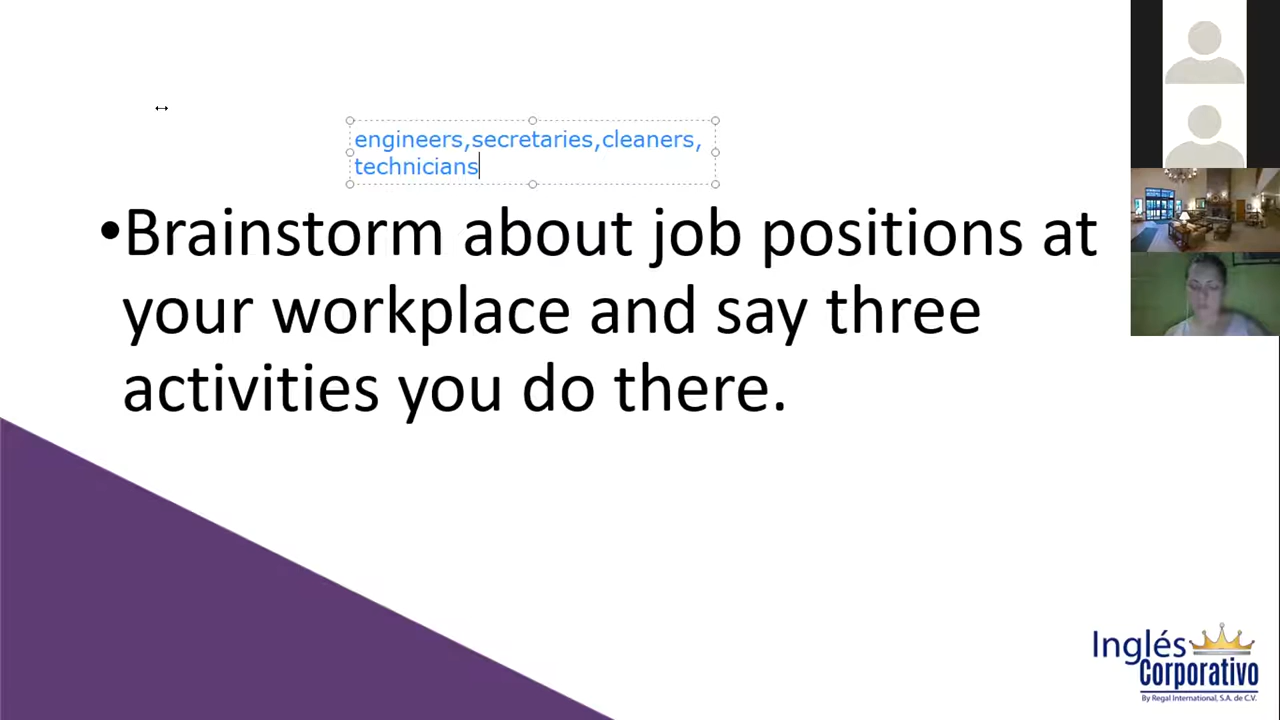 engineers,secretaries,cleaners,
technicians
•Brainstorm about job positions at
your workplace and say three
activities you do there.
Inglés
Corporativo
By Regal International, S.A. de C.V.